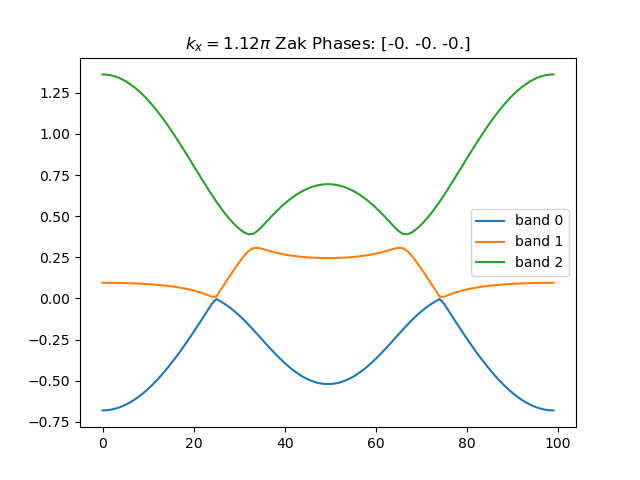 $k_x = 1.12\pi$ Zak Phases: [-0. -0. -0.]
1.25
1.00
0.75
0.50
0.25
0.00
−0.25
−0.50
−0.75
band 0
band 1
band 2
0 20 40 60 80 100